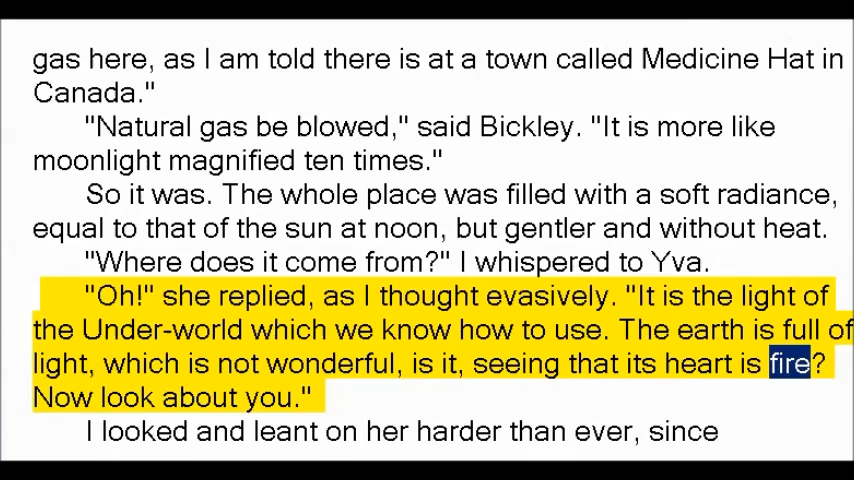 gas here, as I am told there is at a town called Medicine Hat in
Canada."
"Natural gas be blowed," said Bickley. "It is more like
moonlight magnified ten times."
So it was. The whole place was filled with a soft radiance,
equal to that of the sun at noon, but gentler and without heat.
"Where does it come from?" I whispered to Yva.
"Oh!" she replied, as I thought evasively. "It is the light of
the Under-world which we know how to use. The earth is full of
light, which is not wonderful, is it, seeing that its heart is fire?
Now look about you."
I looked and leant on her harder than ever, since